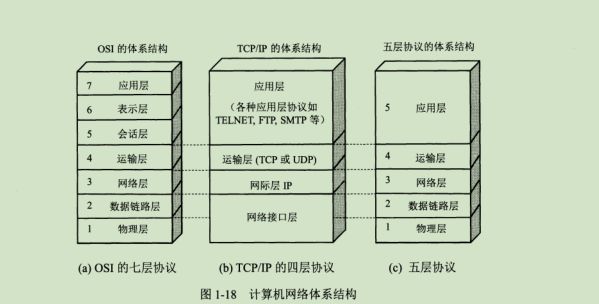 OSI 的体系结构
TCP/IP 的体系结构
五层协议的体系结构
7 应用层
6 表示层
5 会话层
4 运输层
3 网络层
2 数据链路层
1 物理层
应用层
(各种应用层协议如
TELNET, FTP, SMTP 等)
运输层 (TCP 或 UDP)
网际层 IP
网络接口层
5 应用层
4 运输层
3 网络层
2 数据链路层
1 物理层
(a) OSI 的七层协议
(b) TCP/IP 的四层协议
(c) 五层协议
图 1-18 计算机网络体系结构